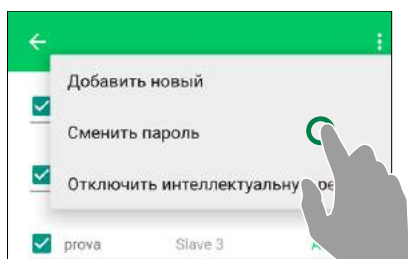 Добавить новый
Сменить пароль
Отключить интеллектуальну
prova Slave 3